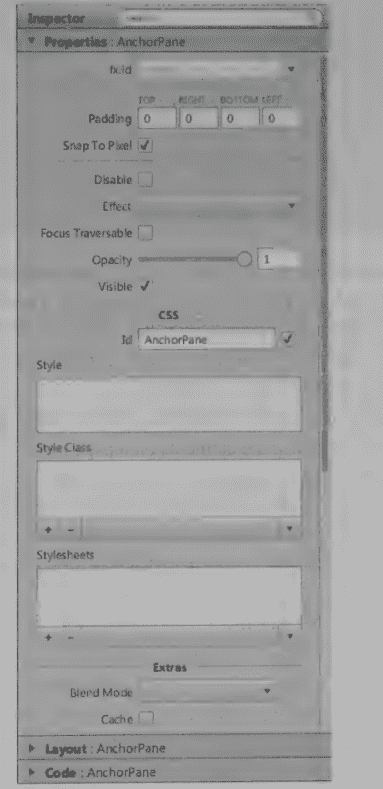 Inspector
Properties : AnchorPane
fx:id
TOP RIGHT BOTTOM LEFT
Padding 0 0 0 0
Snap To Pixel
Disable
Effect
Focus Traversable
Opacity 1
Visible
CSS
Id AnchorPane
Style
Style Class
+ -
Stylesheets
+ -
Extras
Blend Mode
Cache
Layout : AnchorPane
Code : AnchorPane